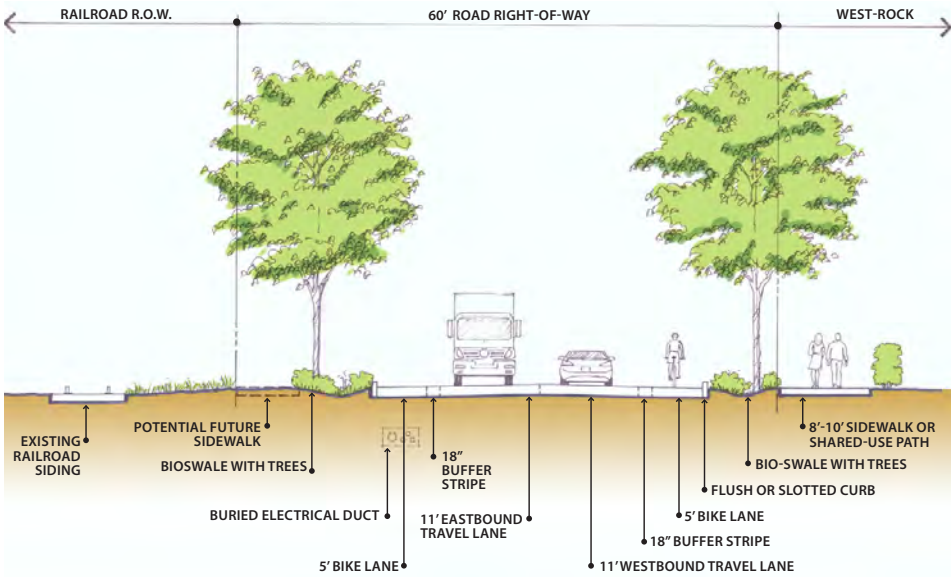 RAILROAD R.O.W.
60' ROAD RIGHT-OF-WAY
WEST-ROCK
EXISTING
RAILROAD
SIDING
POTENTIAL FUTURE
SIDEWALK
BIOSWALE WITH TREES
BURIED ELECTRICAL DUCT
5' BIKE LANE
18"
BUFFER
STRIPE
11' EASTBOUND
TRAVEL LANE
11' WESTBOUND TRAVEL LANE
18" BUFFER STRIPE
5' BIKE LANE
FLUSH OR SLOTTED CURB
BIO-SWALE WITH TREES
8'-10' SIDEWALK OR
SHARED-USE PATH